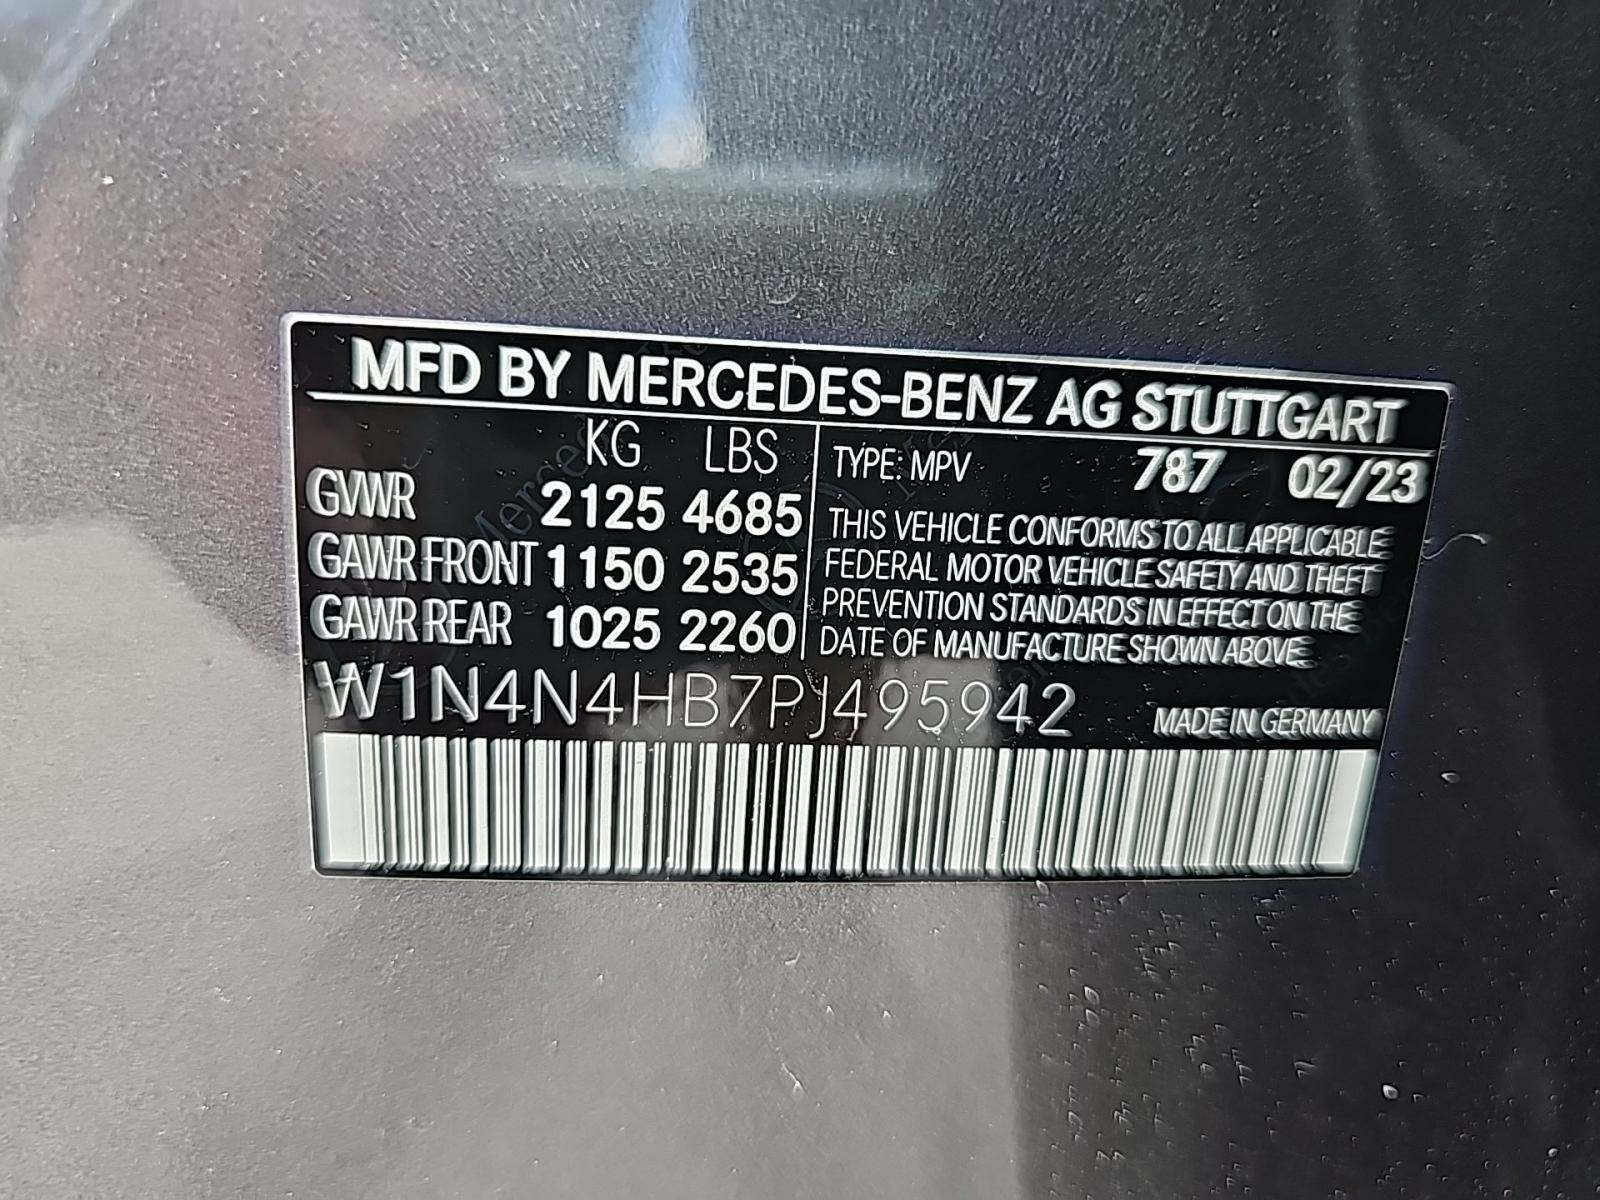 MFD BY MERCEDES-BENZ AG STUTTGART
KG LBS
GVWR 2125 4685
GAWR FRONT 1150 2535
GAWR REAR 1025 2260
TYPE: MPV 787 02/23
THIS VEHICLE CONFORMS TO ALL APPLICABLE
FEDERAL MOTOR VEHICLE SAFETY AND THEFT
PREVENTION STANDARDS IN EFFECT ON THE
DATE OF MANUFACTURE SHOWN ABOVE.
W1N4N4HB7PJ495942
MADE IN GERMANY